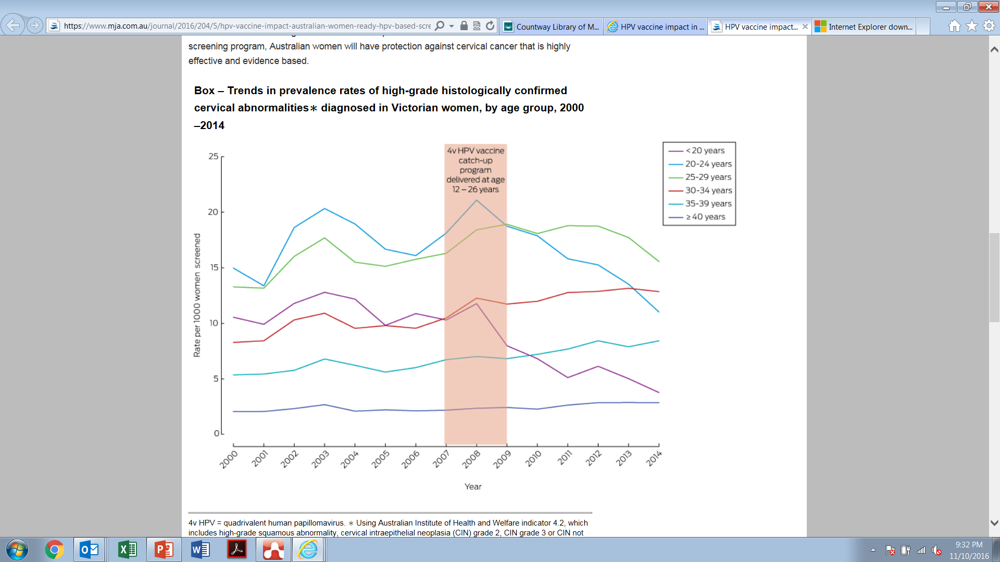 https://www.mja.com.au/journal/2016/204/5/hpv-vaccine-impact-australian-women-ready-hpv-based-scre
Countway Library of M...
HPV vaccine impact in ...
HPV vaccine impact...
Internet Explorer down...
screening program, Australian women will have protection against cervical cancer that is highly
effective and evidence based.
Box – Trends in prevalence rates of high-grade histologically confirmed
cervical abnormalities* diagnosed in Victorian women, by age group, 2000
–2014
4v HPV vaccine
catch-up
program
delivered at age
12 – 26 years
<20 years
20-24 years
25-29 years
30-34 years
35-39 years
≥ 40 years
Rate per 1000 women screened
25
20
15
10
5
0
2000
2001
2002
2003
2004
2005
2006
2007
2008
2009
2010
2011
2012
2013
2014
Year
4v HPV = quadrivalent human papillomavirus. * Using Australian Institute of Health and Welfare indicator 4.2, which
includes high-grade squamous abnormality, cervical intraepithelial neoplasia (CIN) grade 2, CIN grade 3 or CIN not
9:32 PM
11/10/2016